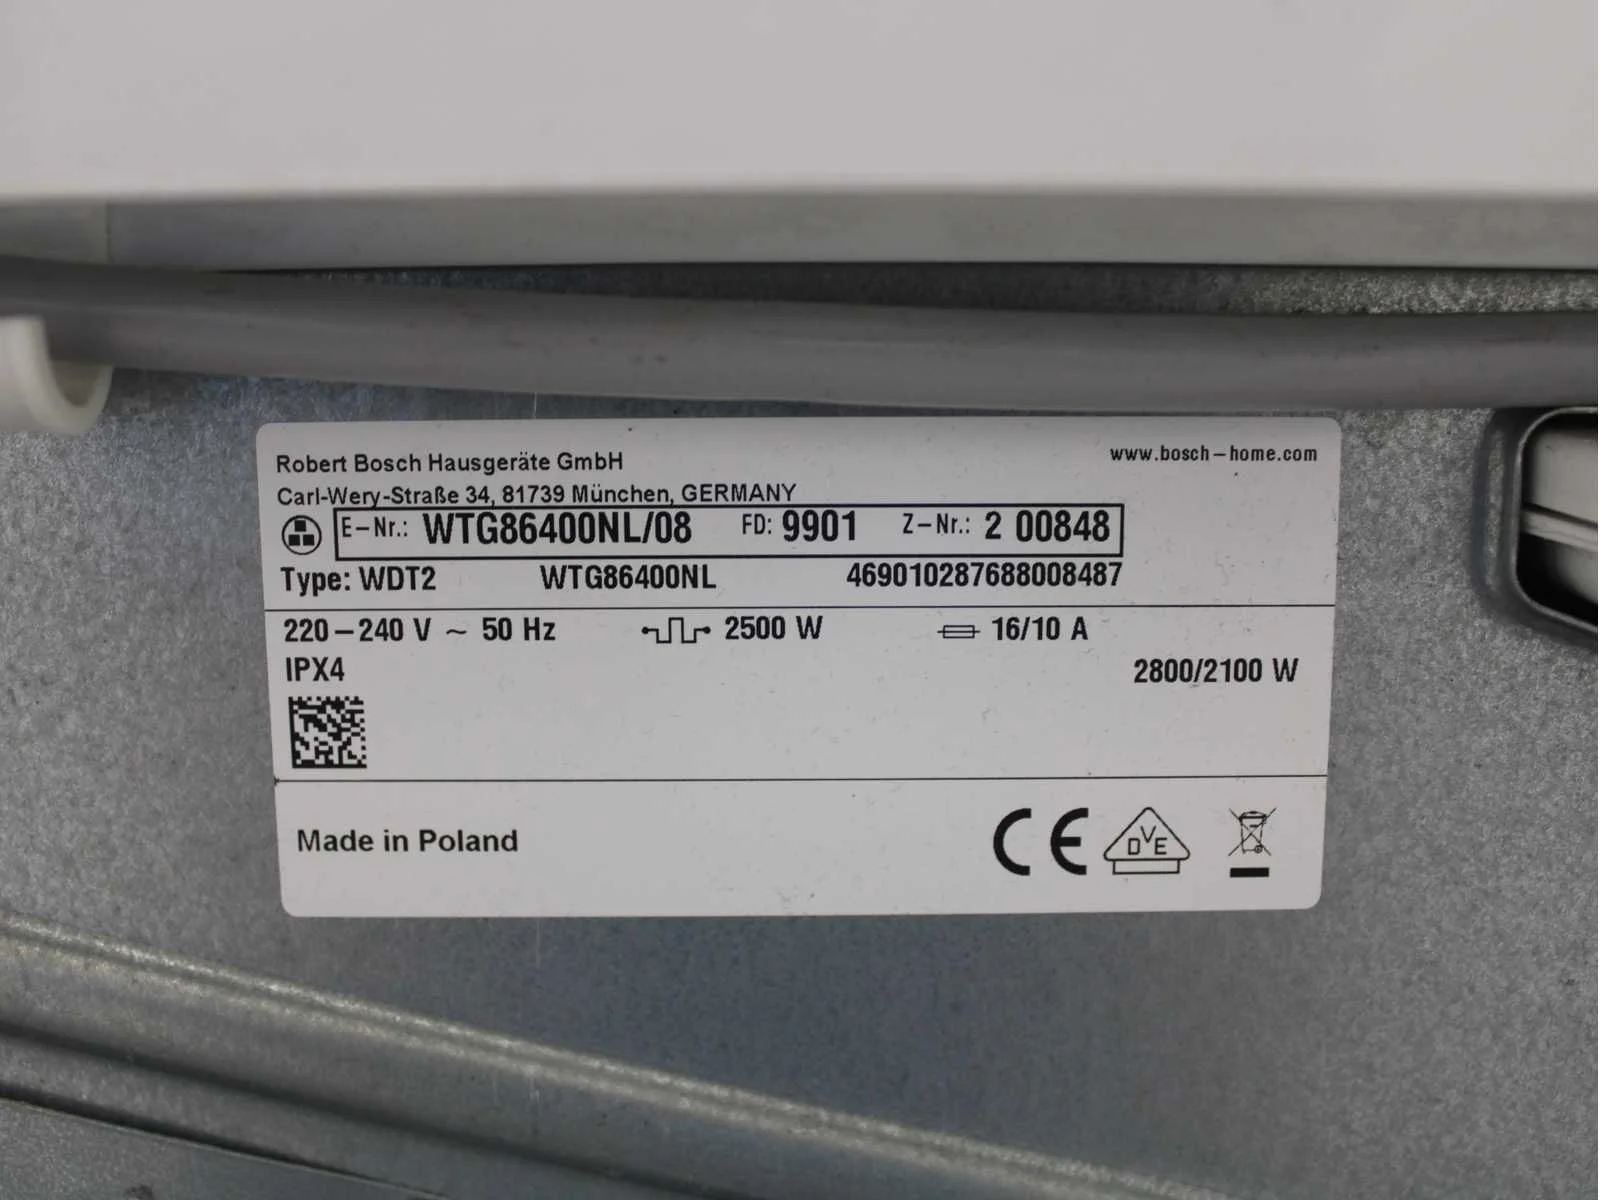 Robert Bosch Hausgeräte GmbH
www.bosch-home.com
Carl-Wery-Straße 34, 81739 München, GERMANY
E-Nr.: WTG86400NL/08 FD: 9901 Z-Nr.: 2 00848
Type: WDT2 WTG86400NL 469010287688008487
220-240 V ~ 50 Hz 2500 W 16/10 A
IPX4 2800/2100 W
Made in Poland
CE DVE